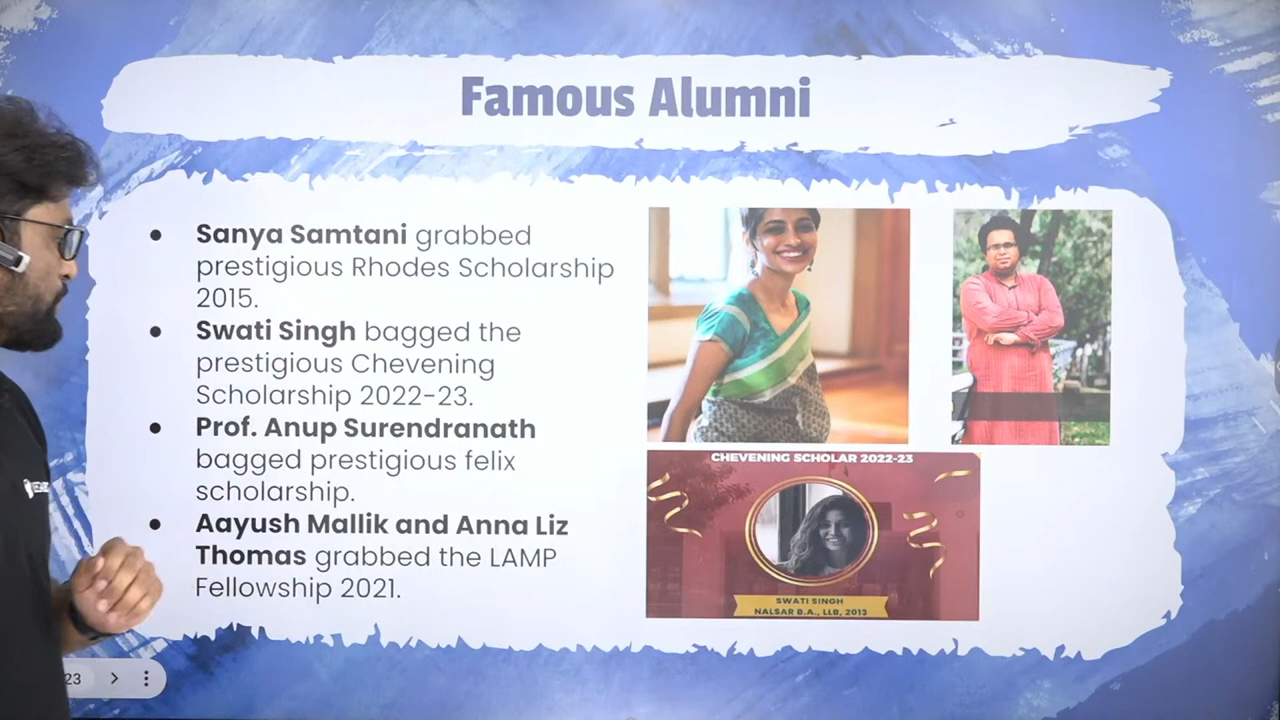 Famous Alumni
● Sanya Samtani grabbed
prestigious Rhodes Scholarship
2015.
● Swati Singh bagged the
prestigious Chevening
Scholarship 2022-23.
● Prof. Anup Surendranath
bagged prestigious felix
scholarship.
● Aayush Mallik and Anna Liz
Thomas grabbed the LAMP
Fellowship 2021.
CHEVENING SCHOLAR 2022-23
SWATI SINGH
NALSAR B.A., LLB, 2013
23